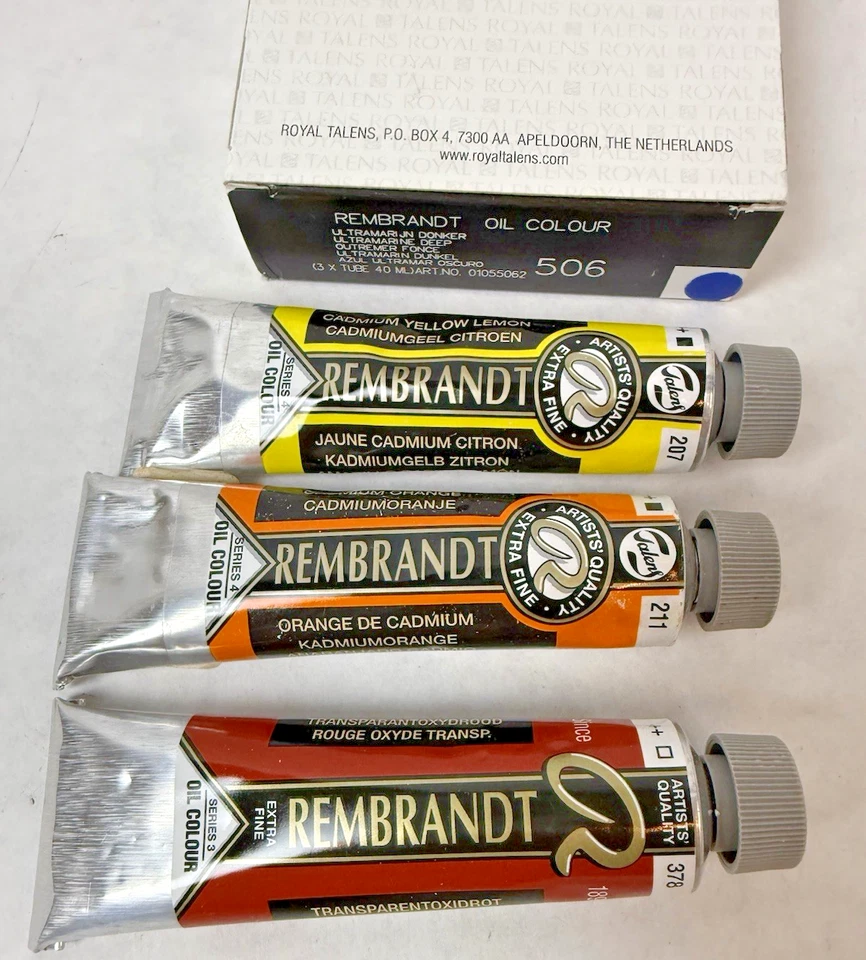 TALENS ROYAL TALENS ROYAL
ROYAL TALENS, P.O. BOX 4, 7300 AA APELDOORN, THE NETHERLANDS
www.royaltalens.com
REMBRANDT OIL COLOUR
ULTRAMARIJN DONKER
ULTRAMARINE DEEP
OUTREMER FONCE
ULTRAMARIN DUNKEL
AZUL ULTRAMAR OSCURO
(3 X TUBE 40 ML) ART.NO. 01055062 506
CADMIUM YELLOW LEMON
CADMIUMGEEL CITROEN
SERIES 4
OIL COLOUR
REMBRANDT
ARTISTS' QUALITY • EXTRA FINE •
Talens
207
JAUNE CADMIUM CITRON
KADMIUMGELB ZITRON
CADMIUM ORANGE
CADMIUMORANJE
SERIES 4
OIL COLOUR
REMBRANDT
ARTISTS' QUALITY • EXTRA FINE •
Talens
211
ORANGE DE CADMIUM
KADMIUMORANGE
TRANSPARANTOXYDROOD
ROUGE OXYDE TRANSP.
since
++
SERIES 3
OIL COLOUR
EXTRA
FINE
REMBRANDT
R
ARTISTS'
QUALITY
378
TRANSPARENTOXIDROT